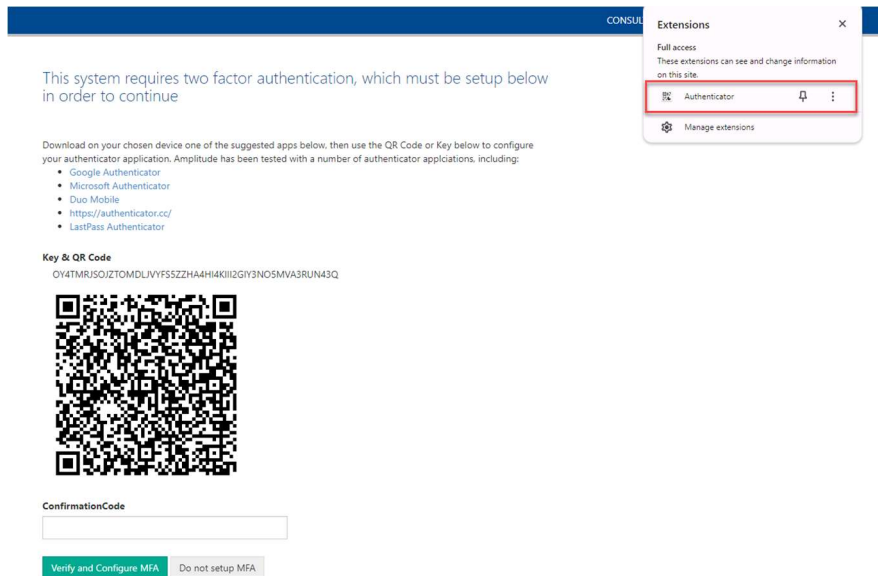 CONSUL
Extensions
Full access
These extensions can see and change information
on this site.
Authenticator
Manage extensions
This system requires two factor authentication, which must be setup below
in order to continue
Download on your chosen device one of the suggested apps below, then use the QR Code or Key below to configure
your authenticator application. Amplitude has been tested with a number of authenticator applciations, including:
Google Authenticator
Microsoft Authenticator
Duo Mobile
https://authenticator.cc/
LastPass Authenticator
Key & QR Code
OY4TMRJSOJZTOMDLJVYFS5ZZHA4HI4KIII2GIY3NO5MVA3RUN43Q
ConfirmationCode
Verify and Configure MFA
Do not setup MFA